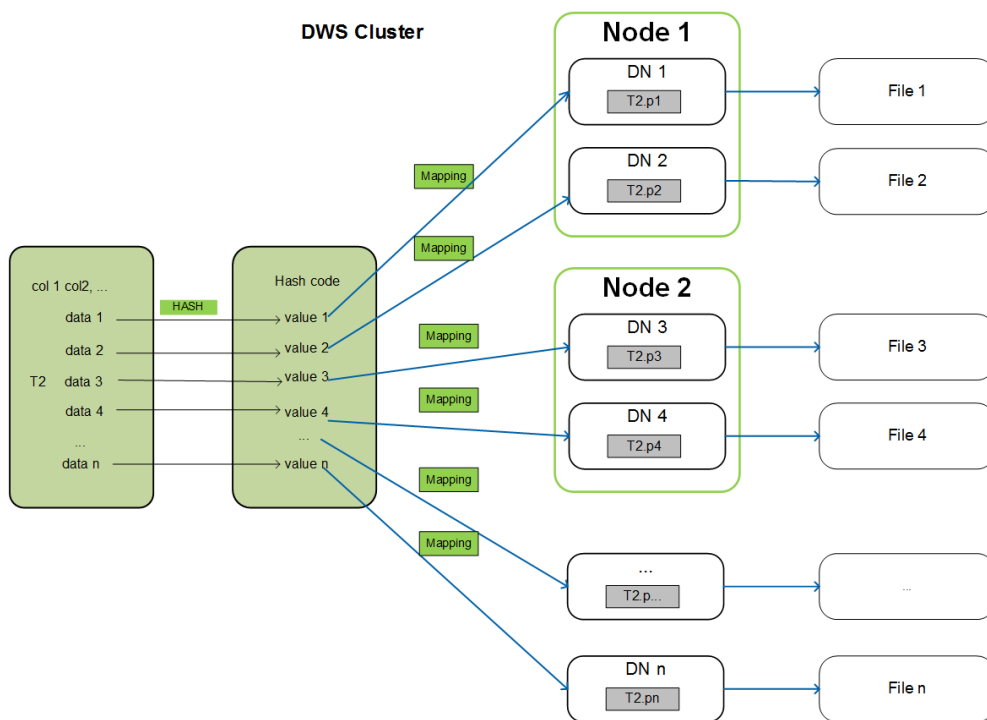 DWS Cluster
Node 1
DN 1
T2.p1
File 1
DN 2
T2.p2
File 2
Mapping
Mapping
col 1 col2, ...
data 1
data 2
T2 data 3
data 4
...
data n
HASH
Hash code
value 1
value 2
value 3
value 4
...
value n
Mapping
Mapping
Mapping
Mapping
Node 2
DN 3
T2.p3
File 3
DN 4
T2.p4
File 4
...
T2.p...
...
DN n
T2.pn
File n